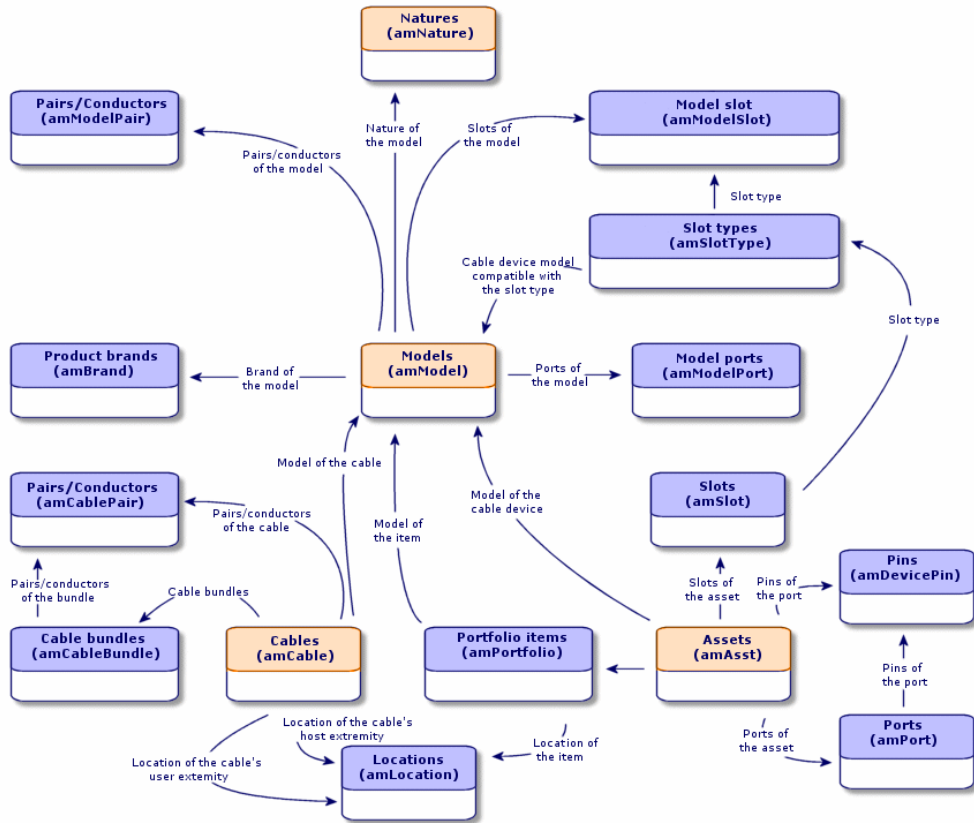 Natures
(amNature)
Pairs/Conductors
(amModelPair)
Model slot
(amModelSlot)
Nature of
the model
Slots of
the model
Pairs/conductors
of the model
Slot type
Slot types
(amSlotType)
Cable device model
compatible with
the slot type
Slot type
Product brands
(amBrand)
Brand of
the model
Models
(amModel)
Ports of
the model
Model ports
(amModelPort)
Model of the cable
Pairs/Conductors
(amCablePair)
Pairs/conductors
of the cable
Model of
the item
Model of the
cable device
Slots
(amSlot)
Pins
(amDevicePin)
Pairs/conductors
of the bundle
Cable bundles
Slots of
the asset
Pins of
the port
Cable bundles
(amCableBundle)
Cables
(amCable)
Portfolio items
(amPortfolio)
Assets
(amAsst)
Pins of
the port
Location of the cable's
host extremity
Location of the cable's
user extemity
Locations
(amLocation)
Location of
the item
Ports of
the asset
Ports
(amPort)